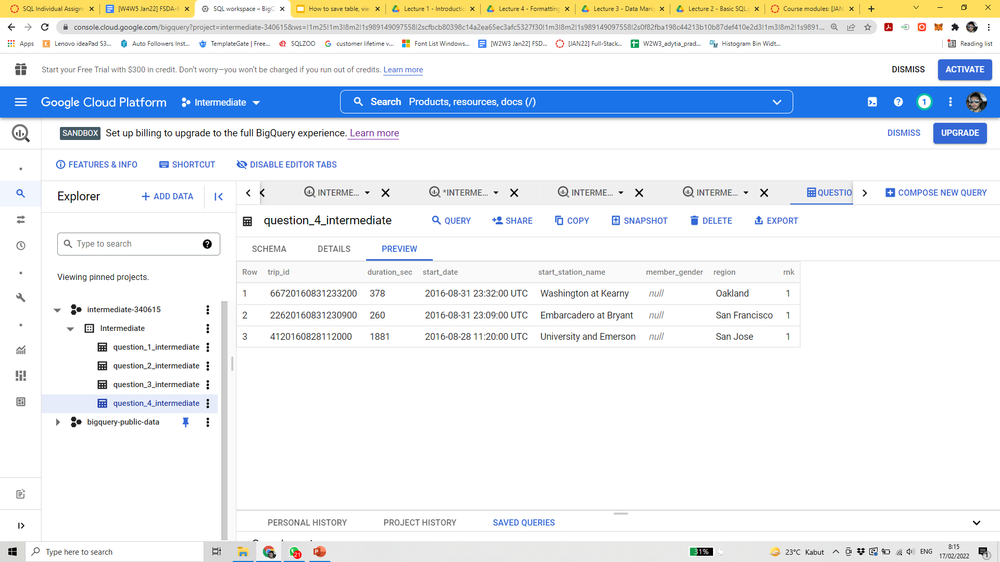 SQL Individual Assignm
[W4W5 Jan22] FSDA-fi
SQL workspace – BigQ
How to save table, vie
Lecture 1 - Introductio
Lecture 4 - Formatting
Lecture 3 - Data Mani
Lecture 2 - Basic SQL.p
Course modules: [JAN
console.cloud.google.com/bigquery?project=intermediate-340615&ws=!1m25!1m3!8m2!1s989149097558!2scfbcb80398c14a2ea65ec3afc5327f30!1m3!8m2!1s989149097558!2s0f82fba198c44213b10b87def410e2d3!1m3!8m2!1s9891...
Apps
Lenovo ideaPad S3...
Auto Followers Inst...
TemplateGate | Free...
SQLZOO
customer lifetime v...
Font List Windows...
[W2W3 Jan22] FSD...
[JAN22] Full-Stack...
W2W3_adytia_prad...
Histogram Bin Widt...
Reading list
Start your Free Trial with $300 in credit. Don't worry—you won't be charged if you run out of credits. Learn more
DISMISS
ACTIVATE
Google Cloud Platform
Intermediate
Search Products, resources, docs (/)
1
SANDBOX Set up billing to upgrade to the full BigQuery experience. Learn more
DISMISS
UPGRADE
FEATURES & INFO
SHORTCUT
DISABLE EDITOR TABS
Explorer
ADD DATA
INTERME...
*INTERME...
INTERME...
INTERME...
QUESTIO
COMPOSE NEW QUERY
question_4_intermediate
QUERY
SHARE
COPY
SNAPSHOT
DELETE
EXPORT
Type to search
SCHEMA
DETAILS
PREVIEW
Viewing pinned projects.
intermediate-340615
Intermediate
question_1_intermediate
question_2_intermediate
question_3_intermediate
question_4_intermediate
bigquery-public-data
Row trip_id duration_sec start_date start_station_name member_gender region rnk
1 66720160831233200 378 2016-08-31 23:32:00 UTC Washington at Kearny null Oakland 1
2 22620160831230900 260 2016-08-31 23:09:00 UTC Embarcadero at Bryant null San Francisco 1
3 4120160828112000 1881 2016-08-28 11:20:00 UTC University and Emerson null San Jose 1
PERSONAL HISTORY
PROJECT HISTORY
SAVED QUERIES
Type here to search
21
31%
23°C Kabut
ENG
8:15
17/02/2022
1